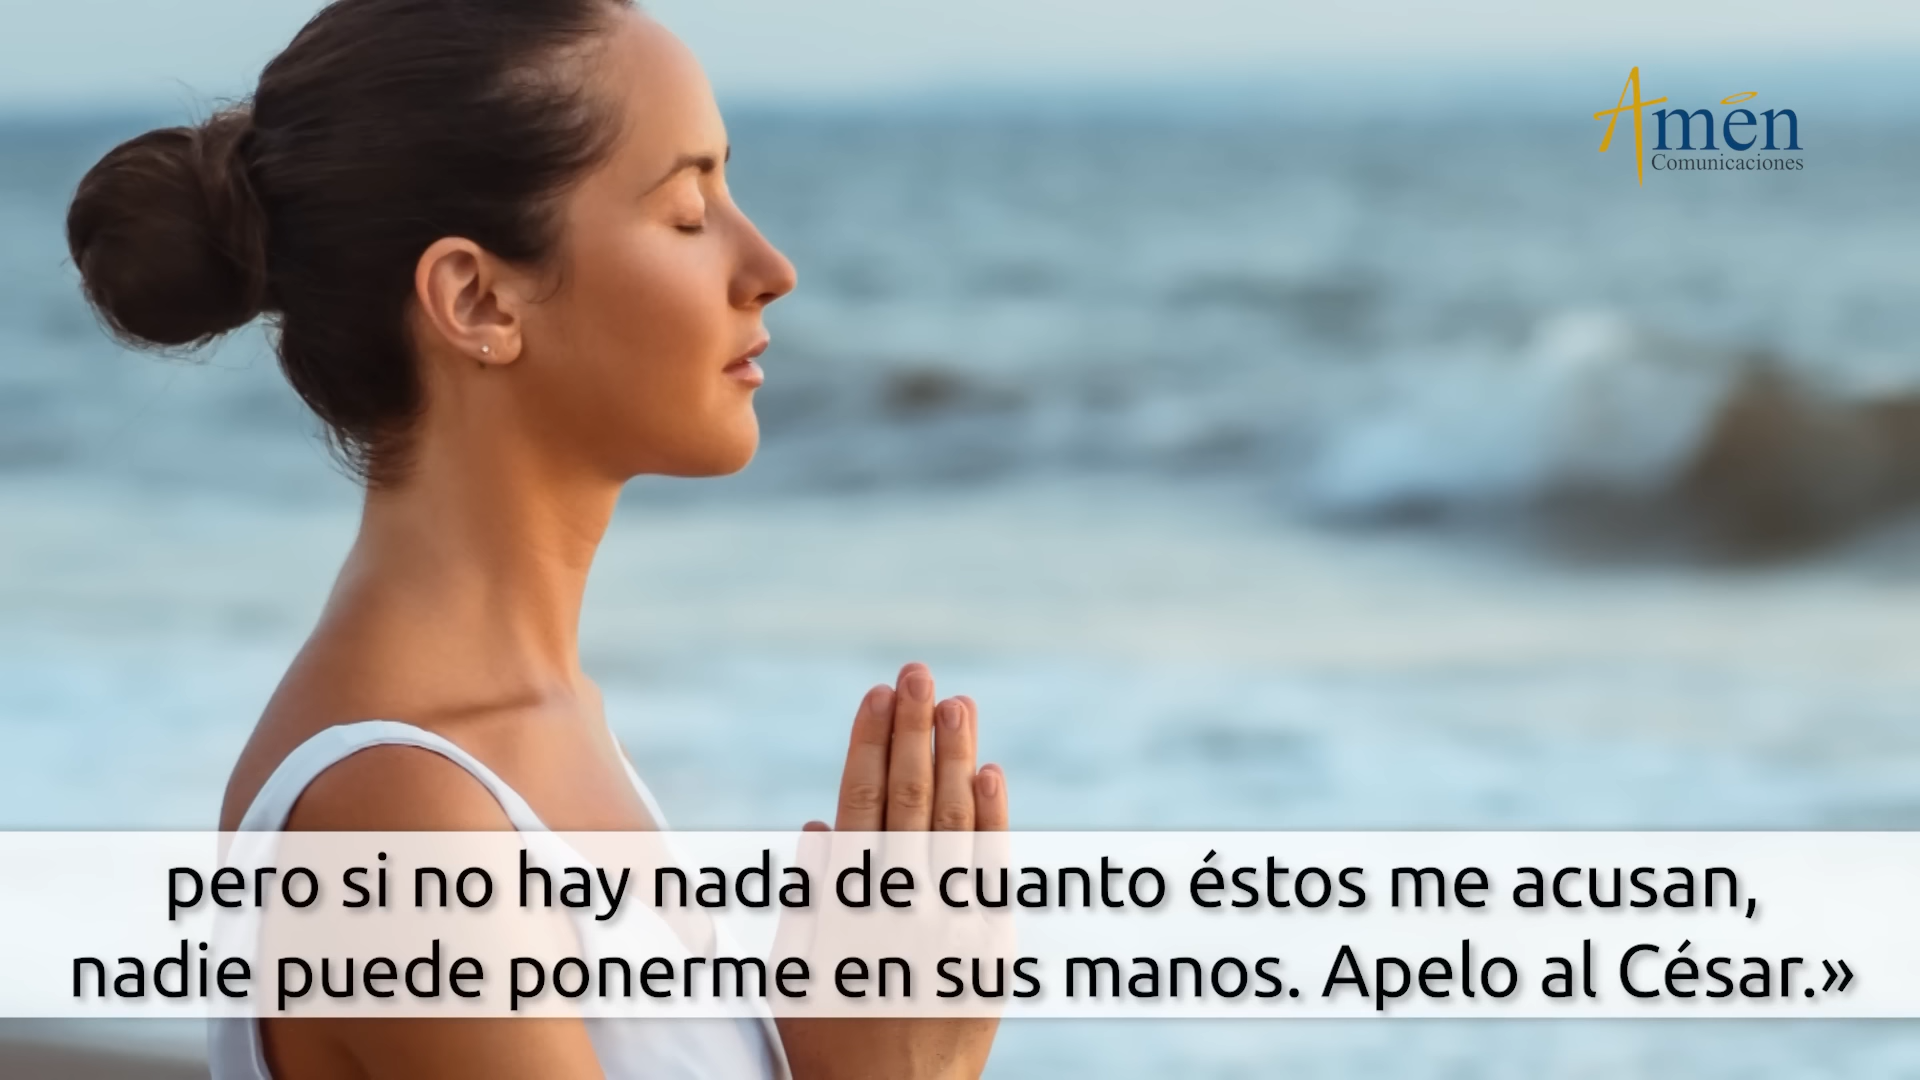 Amén
Comunicaciones
pero si no hay nada de cuanto éstos me acusan,
nadie puede ponerme en sus manos. Apelo al César.»